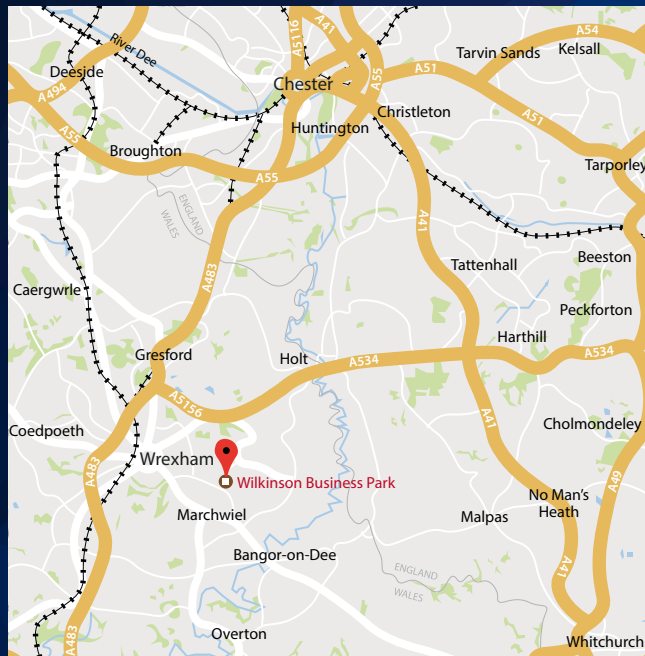 A5116
A41
A54
Tarvin Sands
Kelsall
River Dee
Deeside
A494
Chester
A55
A51
Christleton
A51
Huntington
A55
Broughton
Tarporley
A55
ENGLAND
WALES
A41
A483
Tattenhall
Beeston
Caergwrle
Peckforton
Harthill
Gresford
Holt
A534
A534
A5156
A41
Coedpoeth
Cholmondeley
Wrexham
A483
Wilkinson Business Park
A49
No Man's
Heath
Marchwiel
Malpas
Bangor-on-Dee
ENGLAND
WALES
A41
Overton
A483
Whitchurch